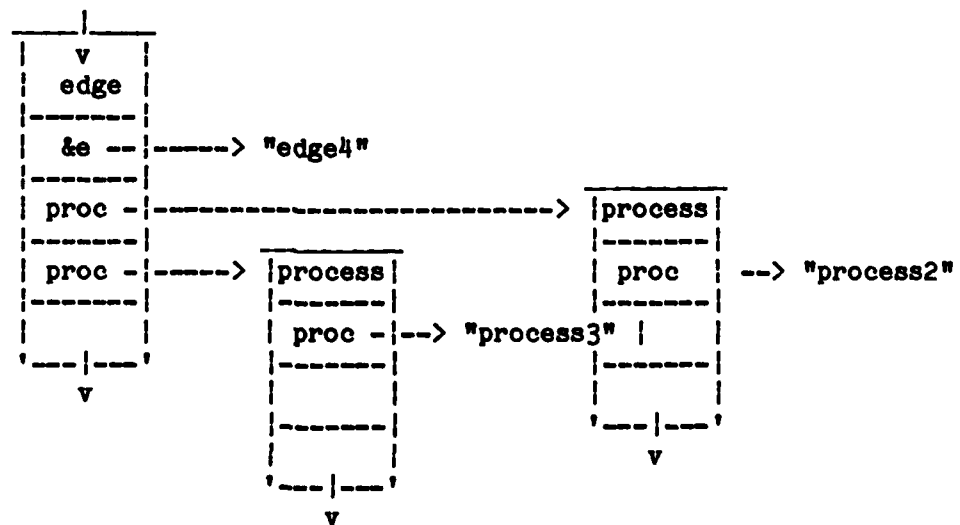 edge
&e "edge4"
proc process
proc process proc "process2"
proc "process3"